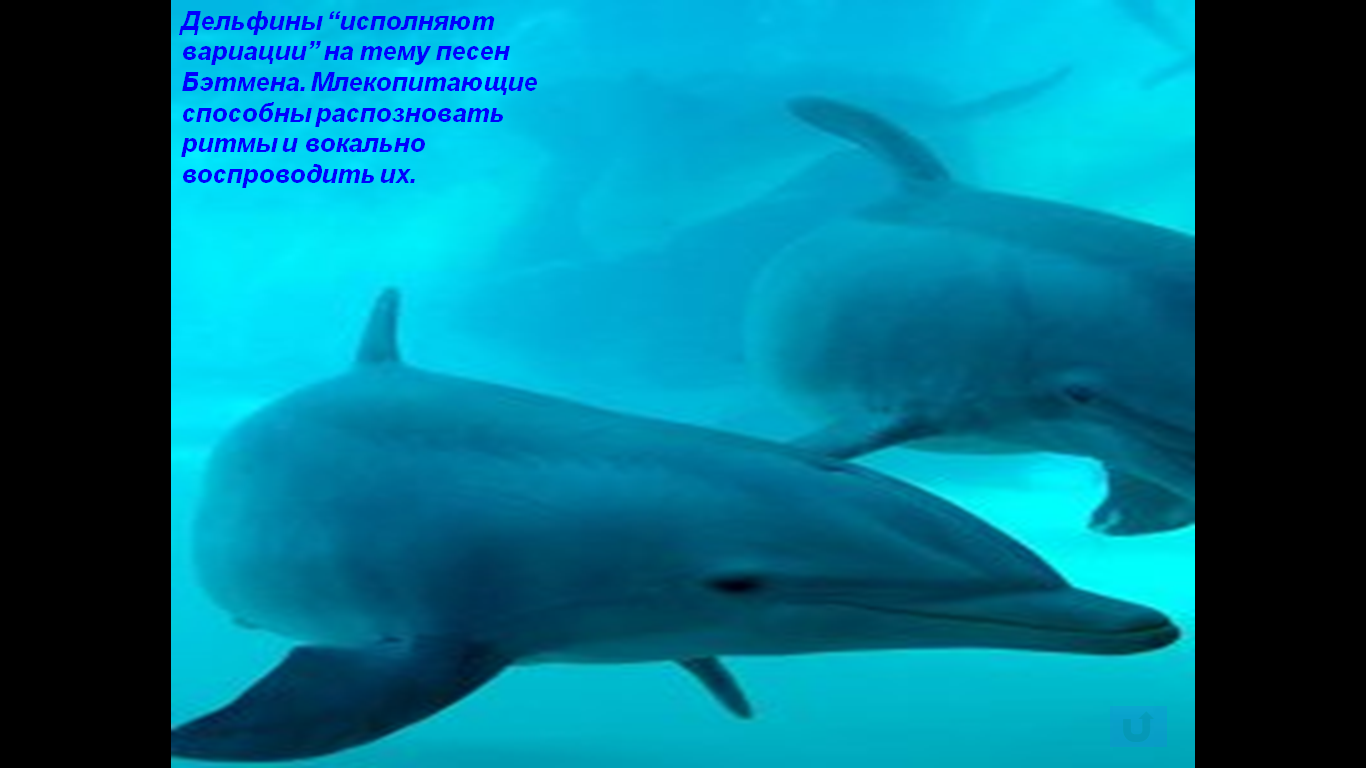 Дельфины “исполняют
вариации” на тему песен
Бэтмена. Млекопитающие
способны распозновать
ритмы и вокально
воспроводить их.